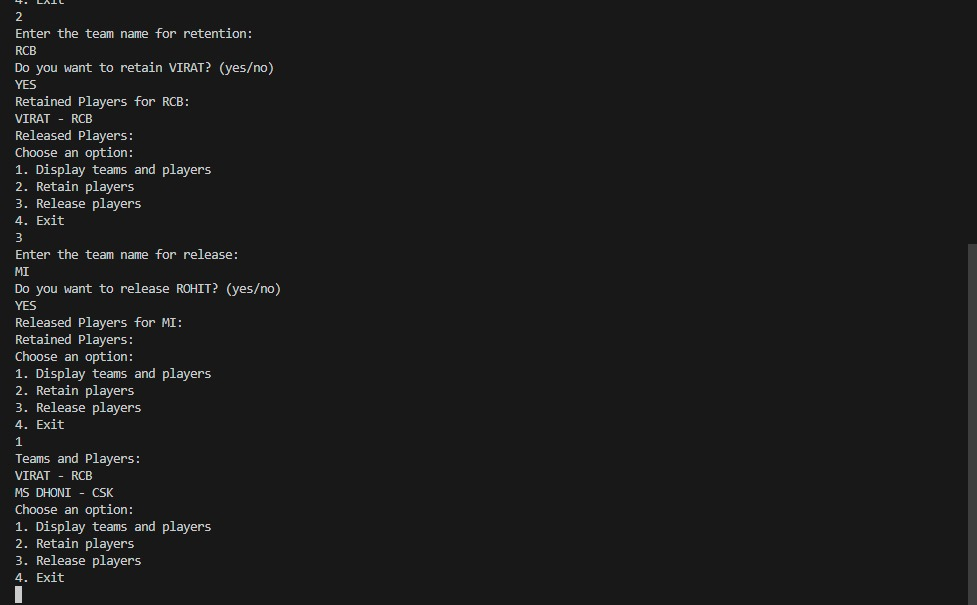 4. Exit
2
Enter the team name for retention:
RCB
Do you want to retain VIRAT? (yes/no)
YES
Retained Players for RCB:
VIRAT - RCB
Released Players:
Choose an option:
1. Display teams and players
2. Retain players
3. Release players
4. Exit
3
Enter the team name for release:
MI
Do you want to release ROHIT? (yes/no)
YES
Released Players for MI:
Retained Players:
Choose an option:
1. Display teams and players
2. Retain players
3. Release players
4. Exit
1
Teams and Players:
VIRAT - RCB
MS DHONI - CSK
Choose an option:
1. Display teams and players
2. Retain players
3. Release players
4. Exit